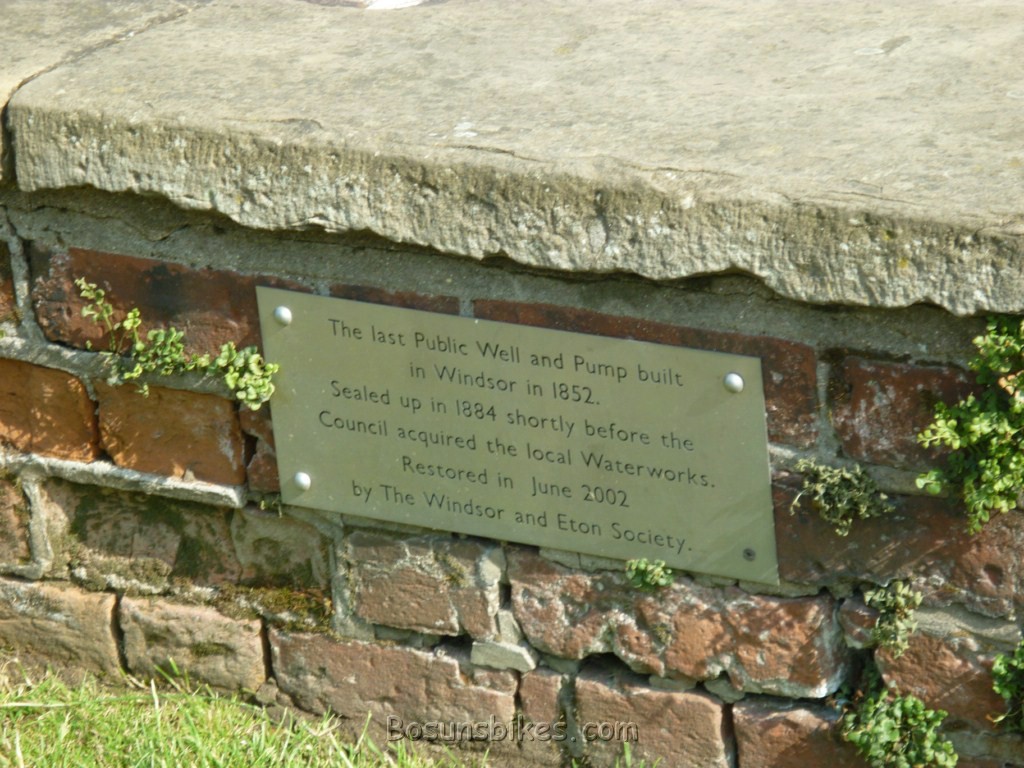 The last Public Well and Pump built
in Windsor in 1852.
Sealed up in 1884 shortly before the
Council acquired the local Waterworks.
Restored in June 2002
by The Windsor and Eton Society.
Bosunsbikes.com